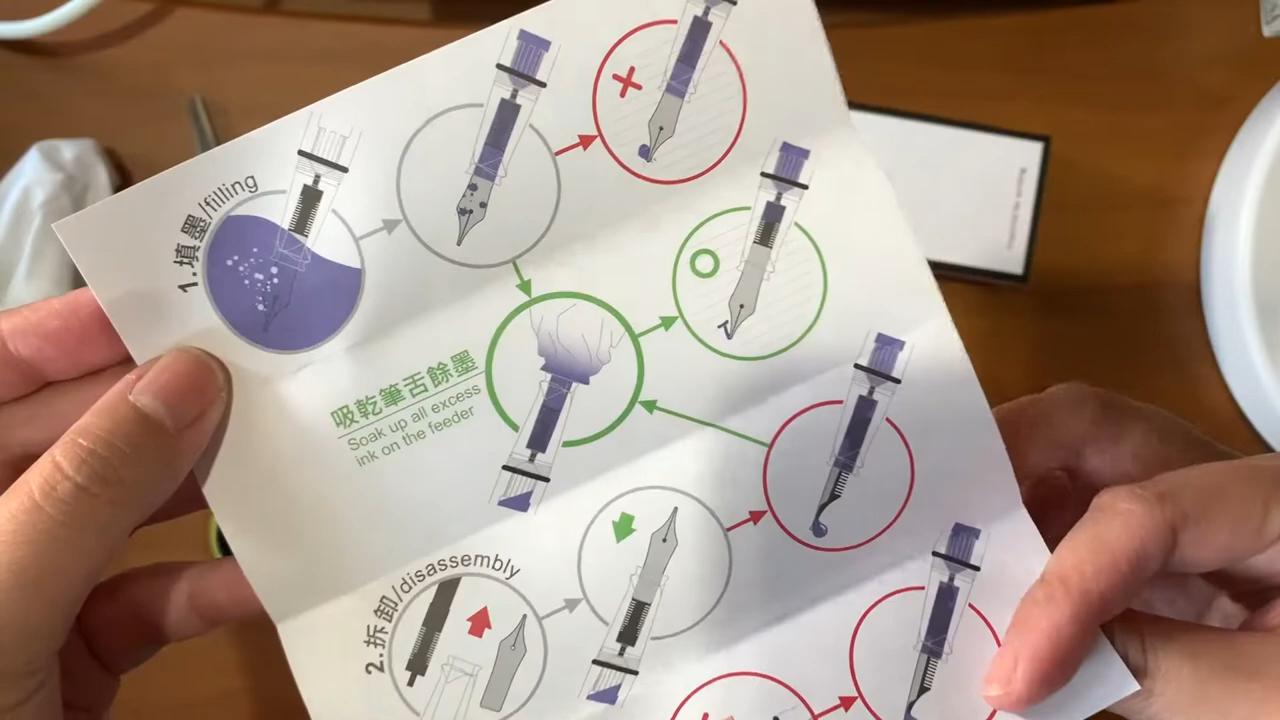 1.填墨/filling
吸乾筆舌餘墨
Soak up all excess
ink on the feeder
2.拆卸/disassembly